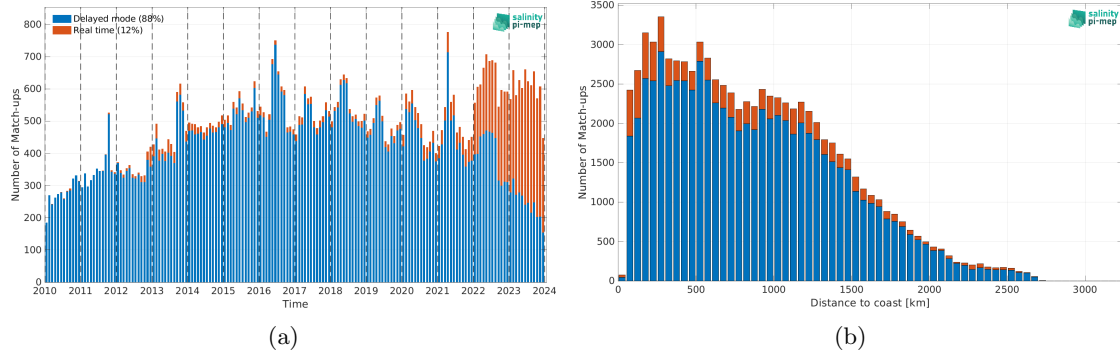 800
700
600
500
400
300
200
100
0
Number of Match-ups
Delayed mode (88%)
Real time (12%)
salinity
pi-mep
2010 2011 2012 2013 2014 2015 2016 2017 2018 2019 2020 2021 2022 2023 2024
Time
(a)
3500
3000
2500
2000
1500
1000
500
0
Number of Match-ups
salinity
pi-mep
0 500 1000 1500 2000 2500 3000
Distance to coast [km]
(b)